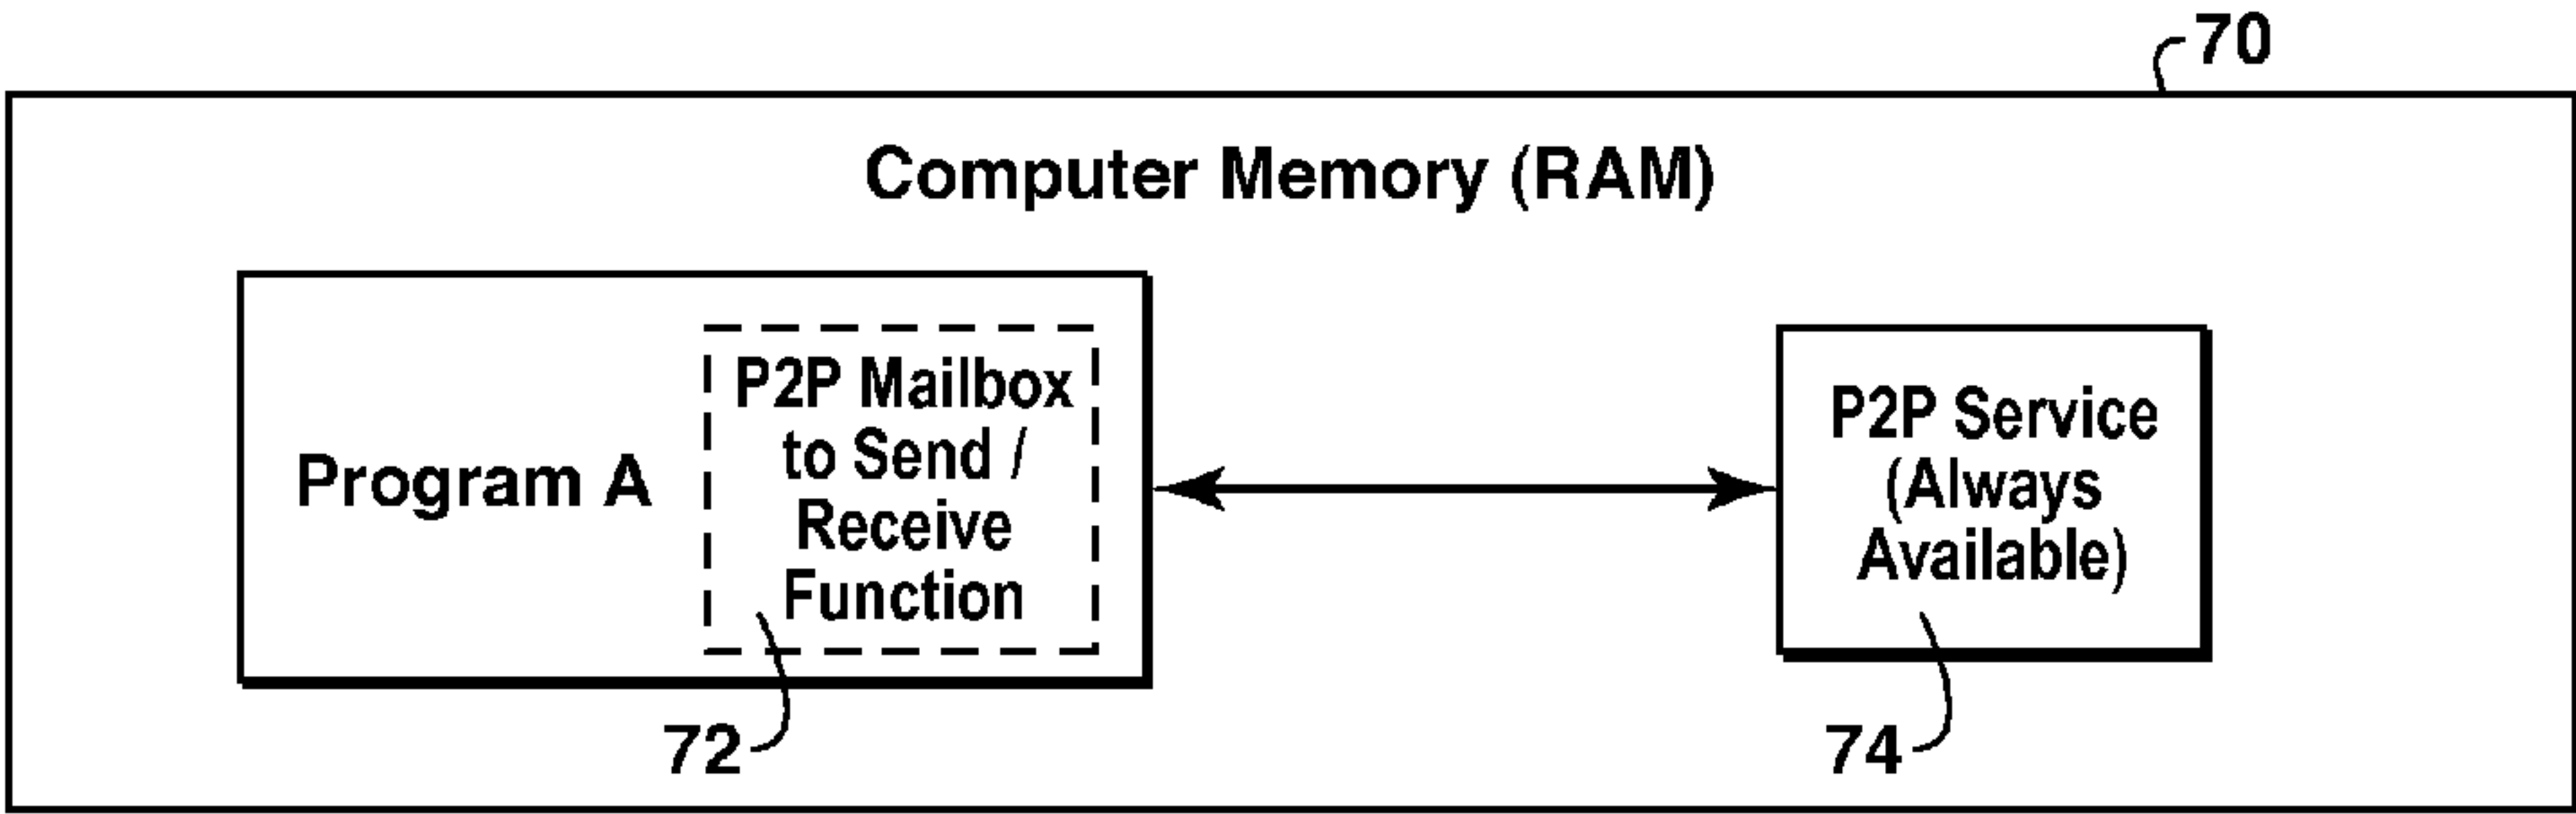 70
Computer Memory (RAM)
Program A
P2P Mailbox
to Send /
Receive
Function
P2P Service
(Always
Available)
72
74